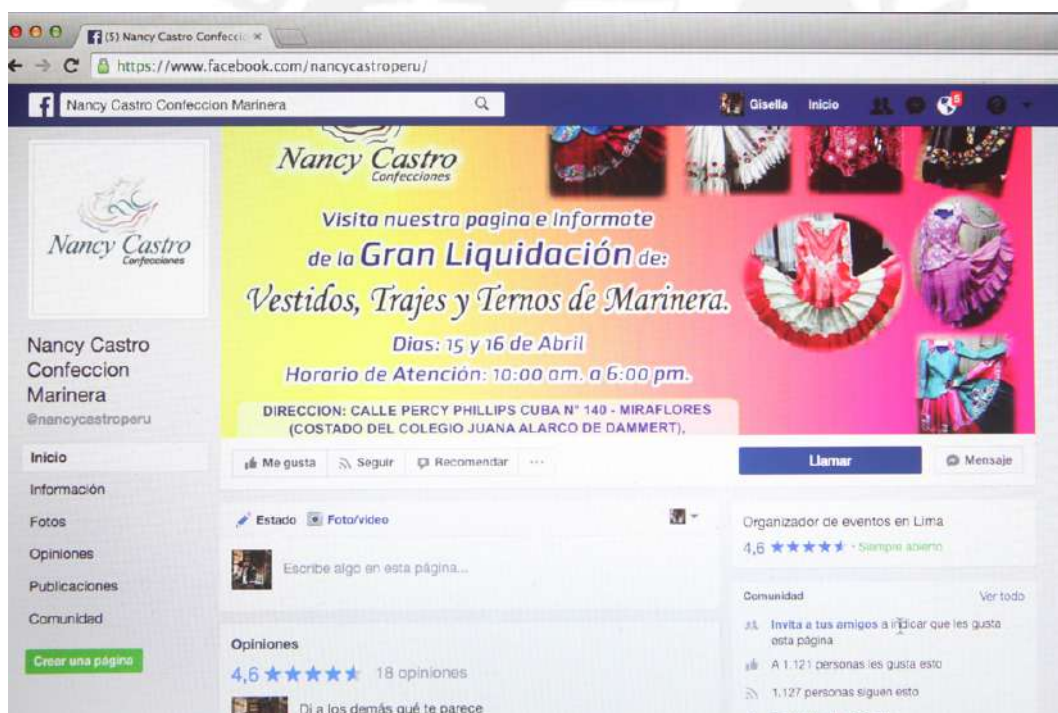 (5) Nancy Castro Confecci
https://www.facebook.com/nancycastroperu/
Nancy Castro Confeccion Marinera
Gisella Inicio
5
Nancy Castro
Confecciones
Nancy Castro
Confecciones
Visita nuestra pagina e Informate
de la Gran Liquidación de:
Vestidos, Trajes y Ternos de Marinera.
Dias: 15 y 16 de Abril
Horario de Atención: 10:00 am. a 6:00 pm.
DIRECCION: CALLE PERCY PHILLIPS CUBA N° 140 - MIRAFLORES
(COSTADO DEL COLEGIO JUANA ALARCO DE DAMMERT),
Nancy Castro
Confeccion
Marinera
@nancycastroperu
Inicio
Información
Fotos
Opiniones
Publicaciones
Comunidad
Crear una página
Me gusta Seguir Recomendar ...
Llamar Mensaje
Estado Foto/video
Escribe algo en esta página...
Opiniones
4,6 18 opiniones
Di a los demás qué te parece
Organizador de eventos en Lima
4,6 · Siempre abierto
Comunidad Ver todo
Invita a tus amigos a indicar que les gusta
esta página
A 1.121 personas les gusta esto
1.127 personas siguen esto